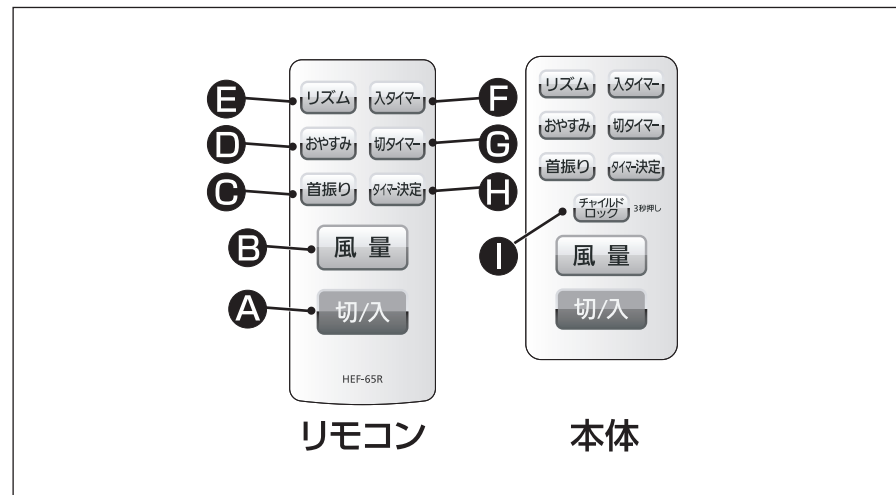 E リズム 入タイマー F
D おやすみ 切タイマー G
C 首振り タイマー決定 H
B 風量
A 切/入
HEF-65R
リモコン
リズム 入タイマー
おやすみ 切タイマー
首振り タイマー決定
I チャイルド
ロック 3秒押し
風量
切/入
本体